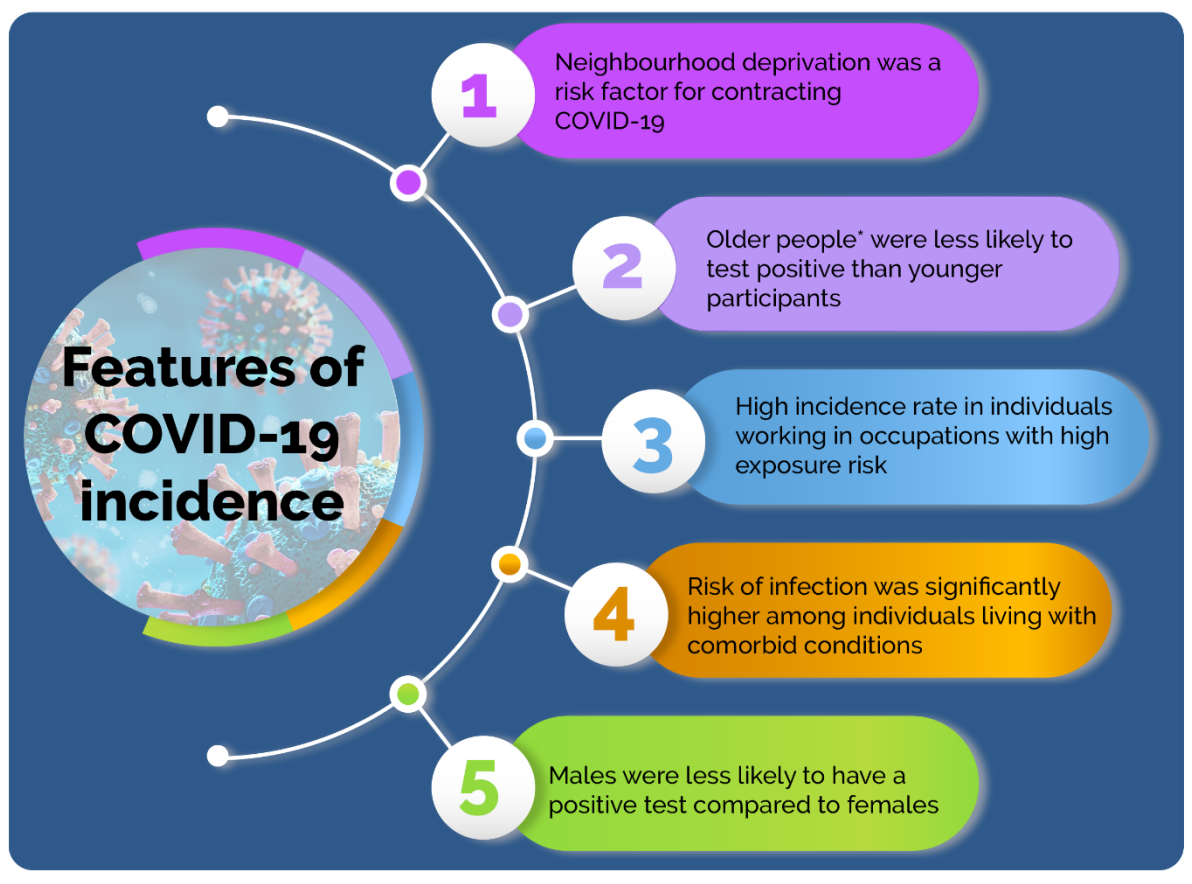 Features of
COVID-19
incidence
1
Neighbourhood deprivation was a
risk factor for contracting
COVID-19
2
Older people* were less likely to
test positive than younger
participants
3
High incidence rate in individuals
working in occupations with high
exposure risk
4
Risk of infection was significantly
higher among individuals living with
comorbid conditions
5
Males were less likely to have a
positive test compared to females